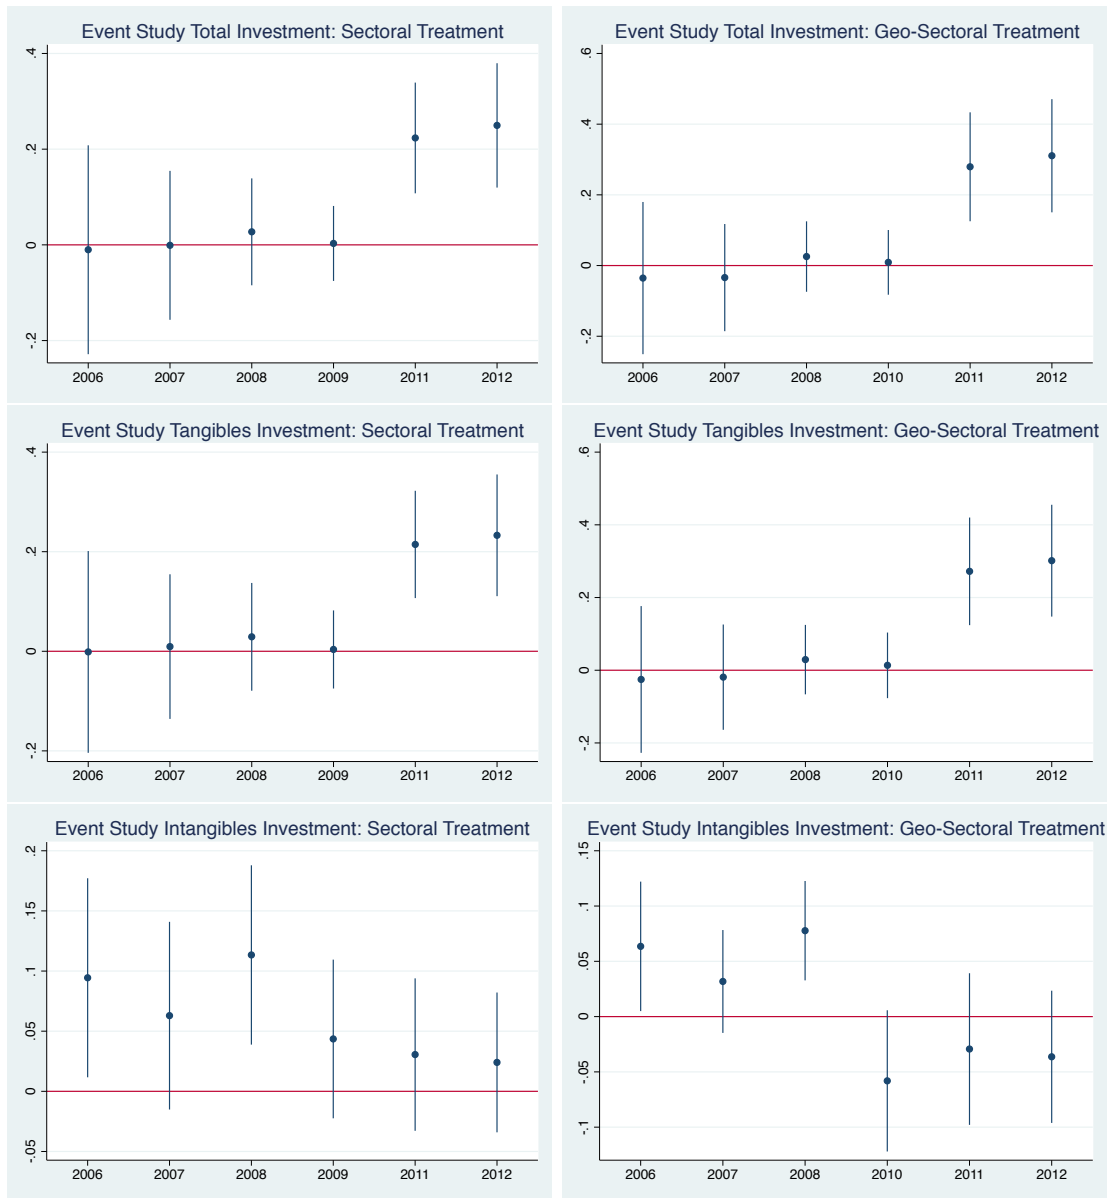 Event Study Total Investment: Sectoral Treatment
.4
.2
0
-.2
2006 2007 2008 2009 2011 2012
Event Study Total Investment: Geo-Sectoral Treatment
.6
.4
.2
0
-.2
2006 2007 2008 2010 2011 2012
Event Study Tangibles Investment: Sectoral Treatment
.4
.2
0
-.2
2006 2007 2008 2009 2011 2012
Event Study Tangibles Investment: Geo-Sectoral Treatment
.6
.4
.2
0
-.2
2006 2007 2008 2010 2011 2012
Event Study Intangibles Investment: Sectoral Treatment
.2
.15
.1
.05
0
-.05
2006 2007 2008 2009 2011 2012
Event Study Intangibles Investment: Geo-Sectoral Treatment
.15
.1
.05
0
-.05
-.1
2006 2007 2008 2010 2011 2012